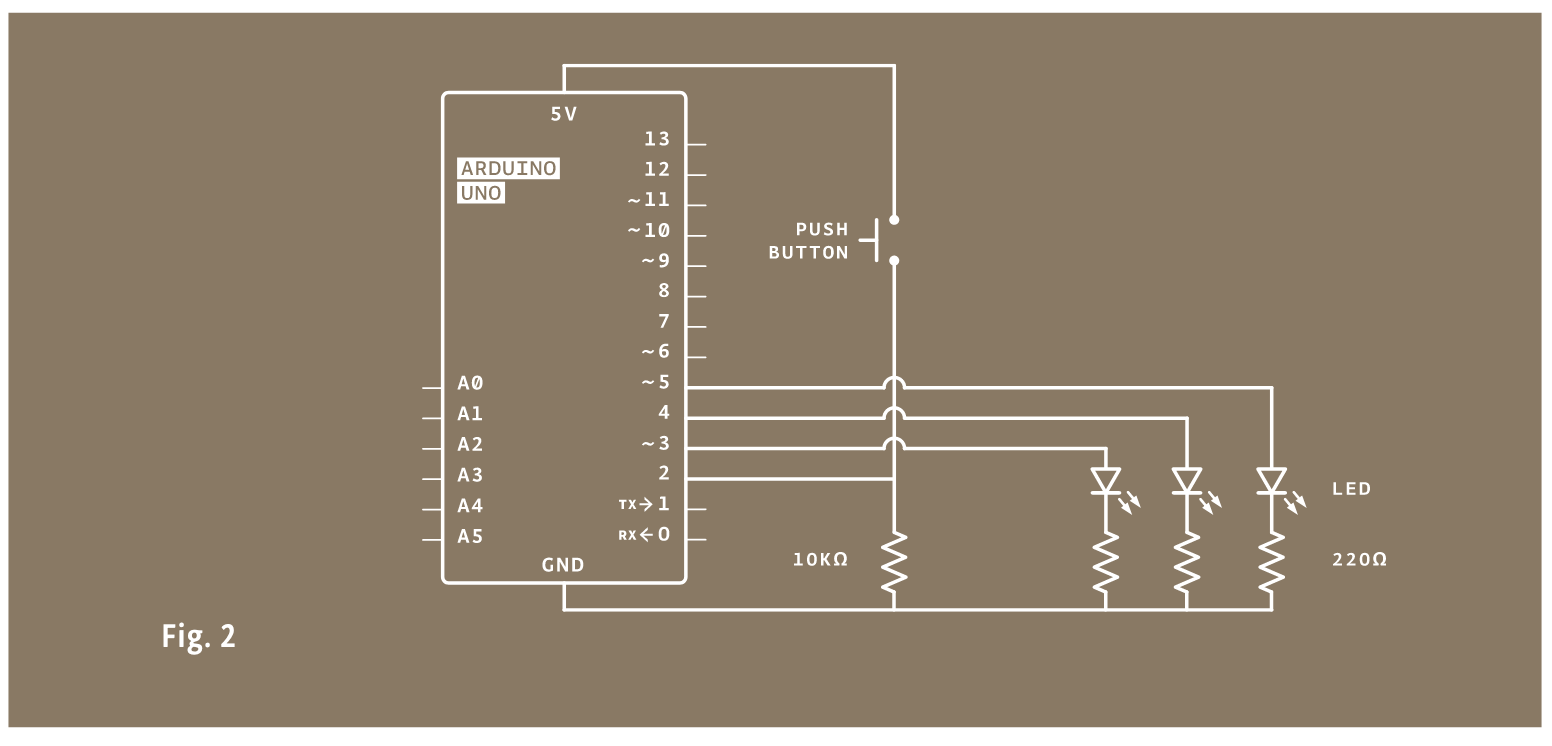 5V
ARDUINO
UNO
13
12
~11
~10
~9
8
7
~6
~5
4
~3
2
TX→1
RX←0
A0
A1
A2
A3
A4
A5
GND
PUSH
BUTTON
10KΩ
LED
220Ω
Fig. 2